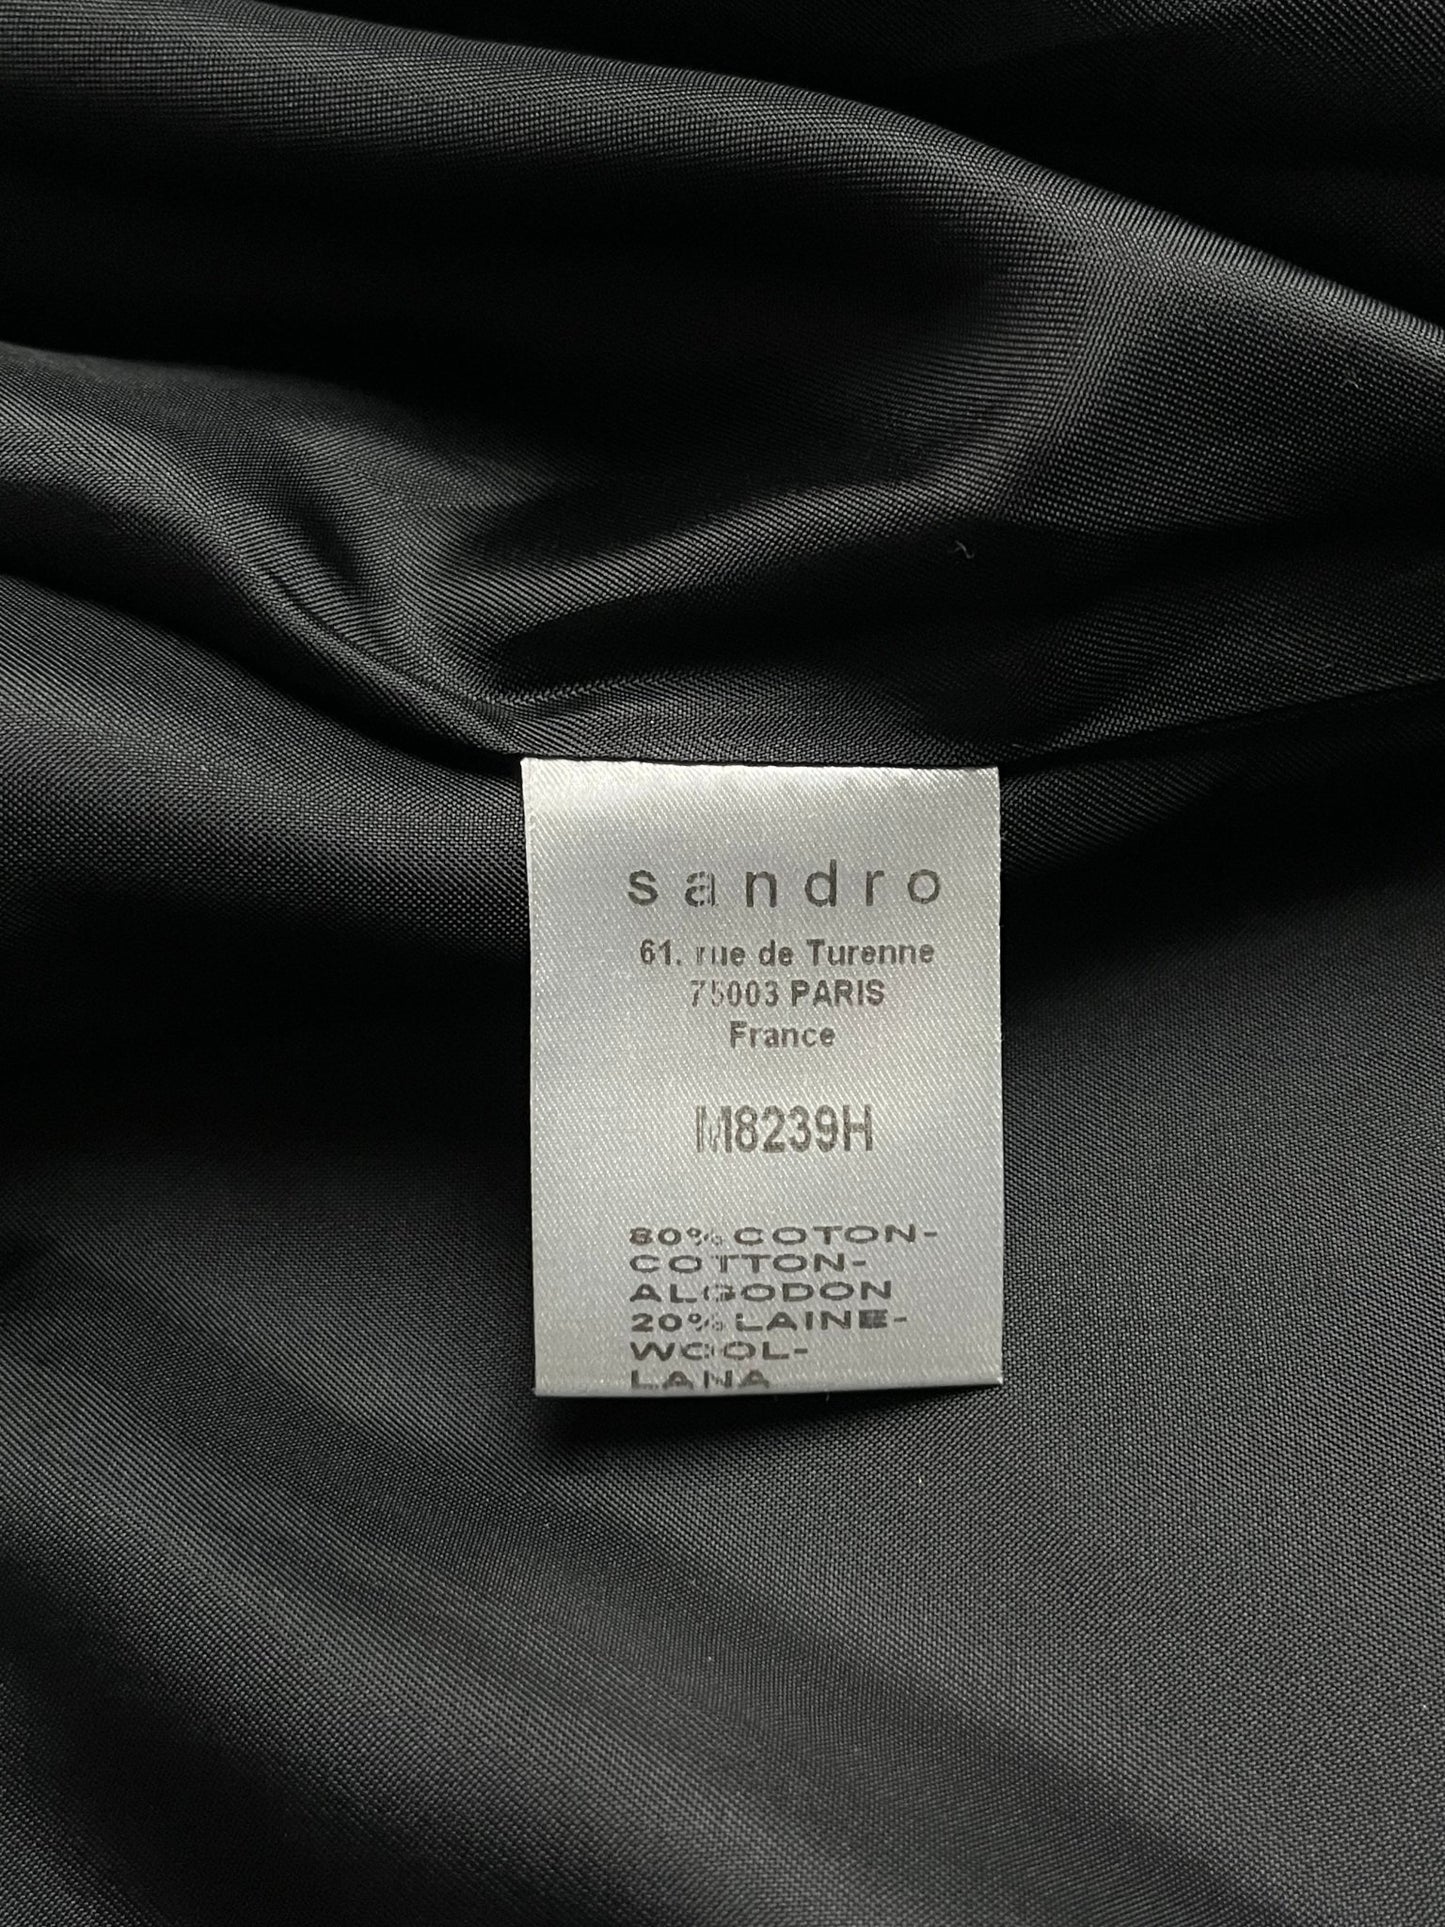 sandro
61. rue de Turenne
75003 PARIS
France
M8239H
80% COTON-
COTTON-
ALGODON
20% LAINE-
WOOL-
LANA